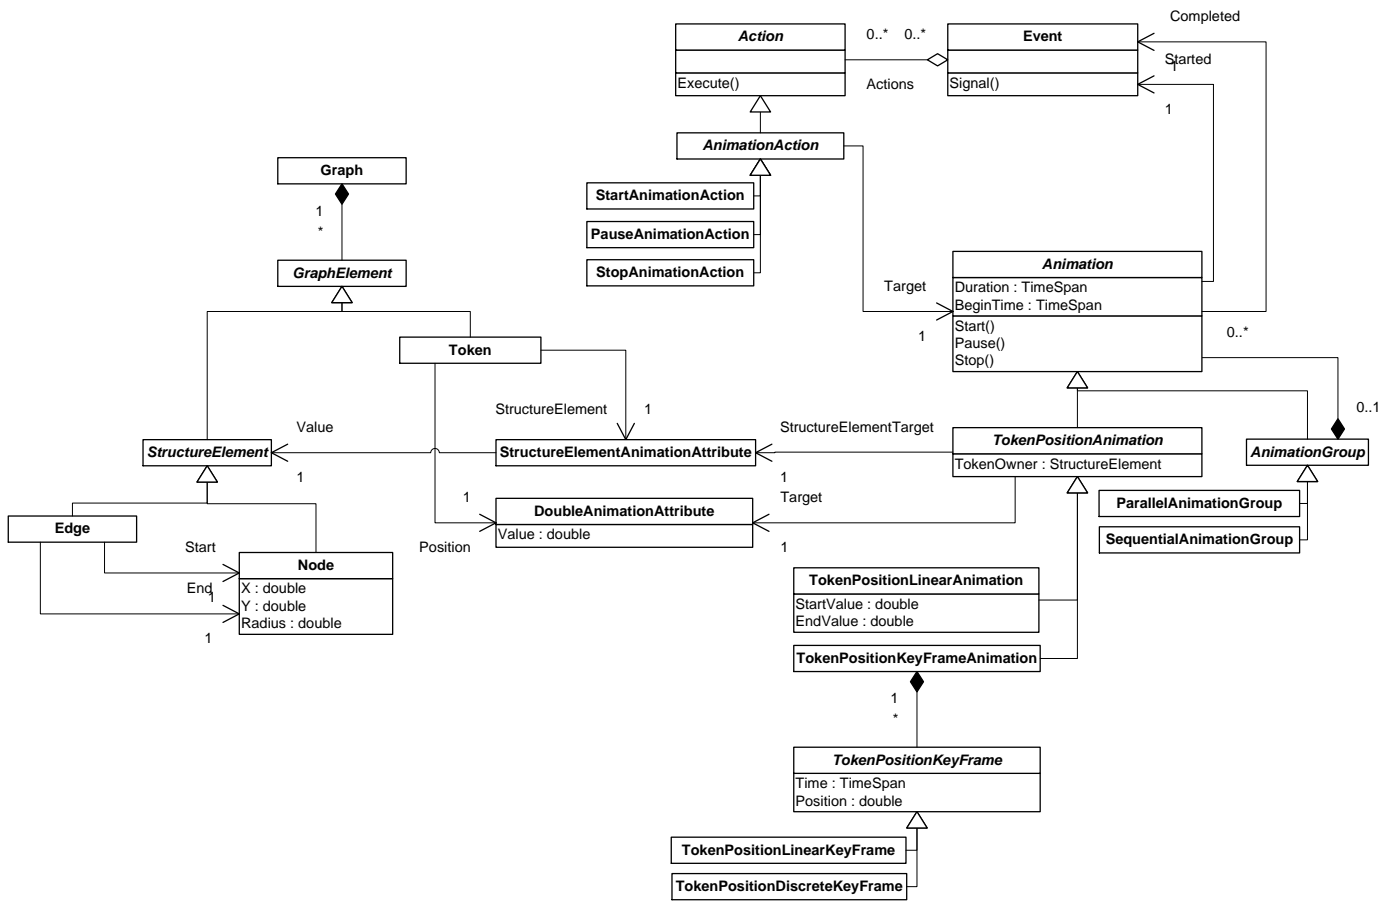 Completed
Action
0..* 0..*
Event
Started
1
Execute()
Actions
Signal()
1
AnimationAction
Graph
StartAnimationAction
1
*
PauseAnimationAction
GraphElement
StopAnimationAction
Animation
Duration : TimeSpan
BeginTime : TimeSpan
Target
1
0..*
Start()
Pause()
Stop()
Token
StructureElement
1
0..1
Value
StructureElementTarget
StructureElement
1
StructureElementAnimationAttribute
1
TokenPositionAnimation
TokenOwner : StructureElement
AnimationGroup
1
Target
ParallelAnimationGroup
DoubleAnimationAttribute
Value : double
Edge
Position
1
SequentialAnimationGroup
Start
Node
End
1
X : double
Y : double
Radius : double
1
TokenPositionLinearAnimation
StartValue : double
EndValue : double
TokenPositionKeyFrameAnimation
1
*
TokenPositionKeyFrame
Time : TimeSpan
Position : double
TokenPositionLinearKeyFrame
TokenPositionDiscreteKeyFrame